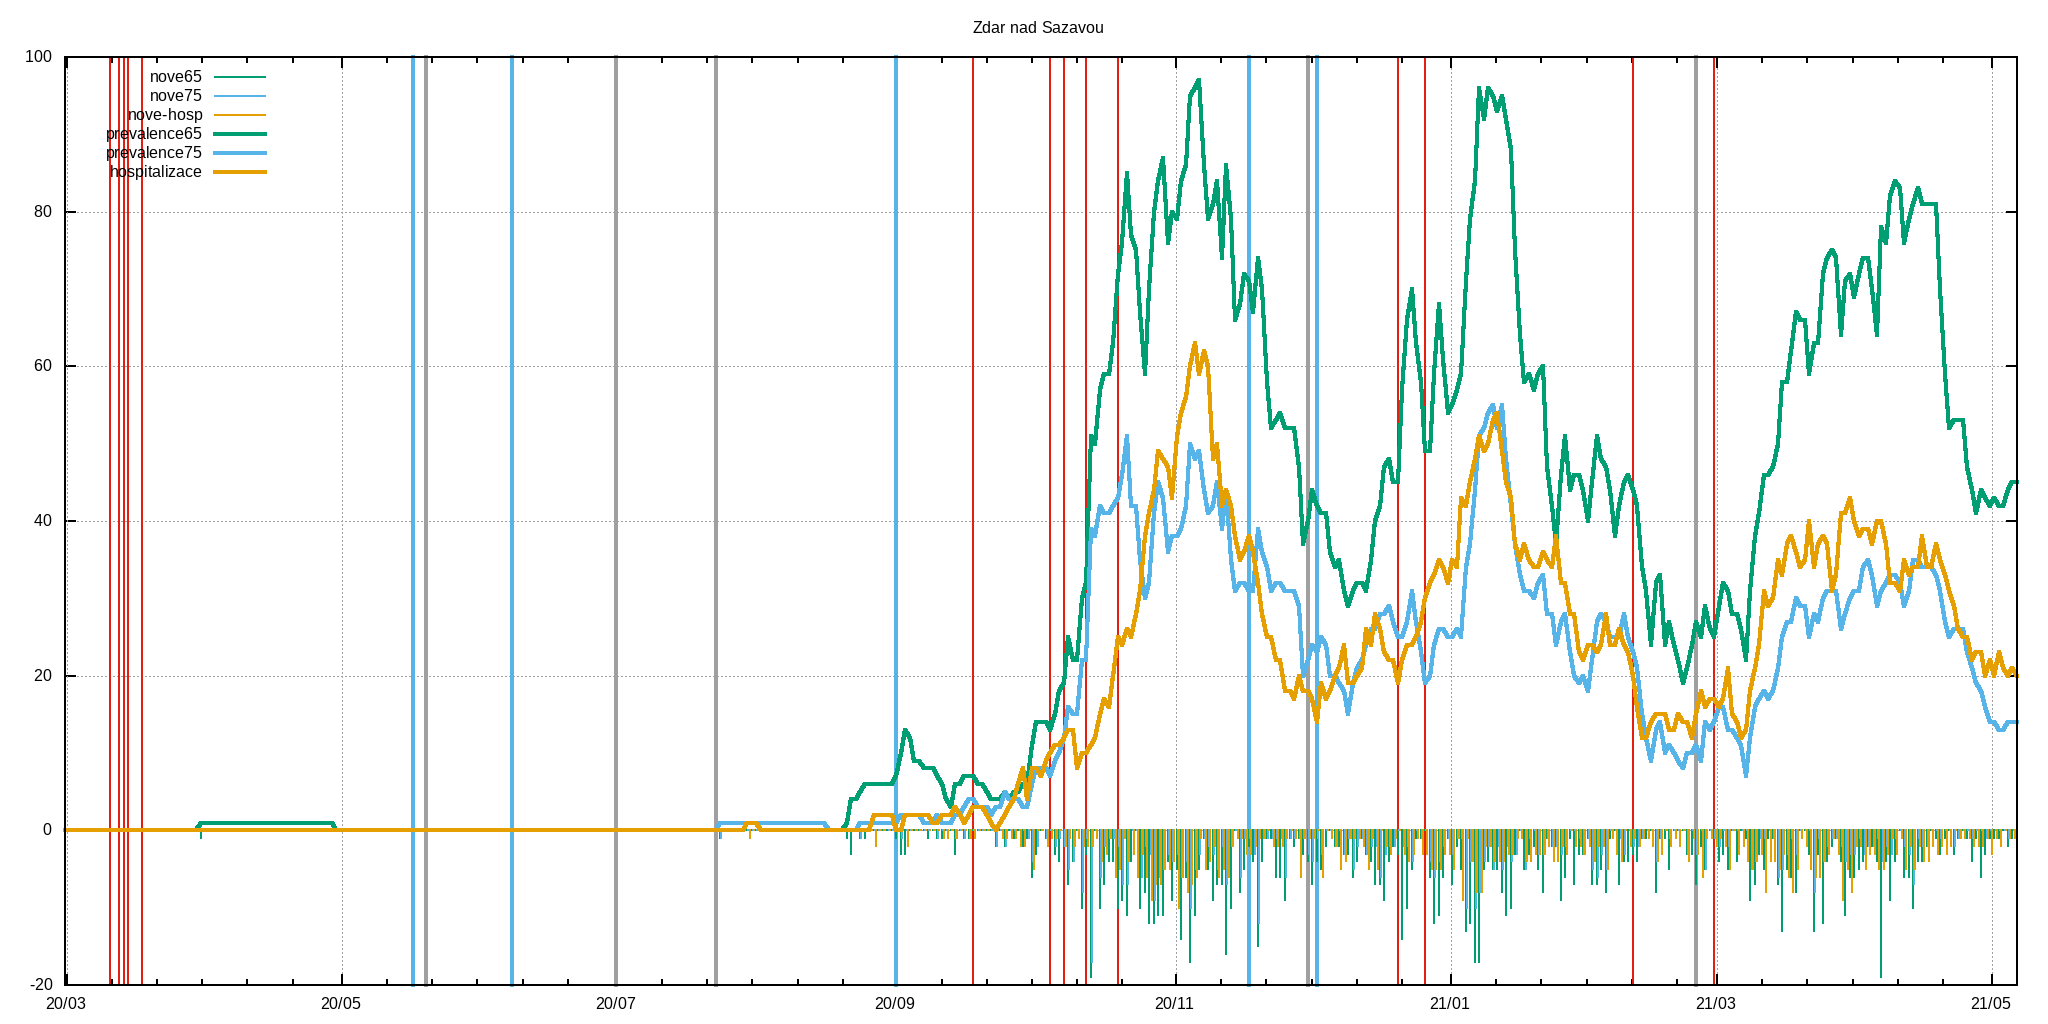 Zdar nad Sazavou
100
80
60
40
20
0
-20
nove65
nove75
nove-hosp
prevalence65
prevalence75
hospitalizace
20/03 20/05 20/07 20/09 20/11 21/01 21/03 21/05